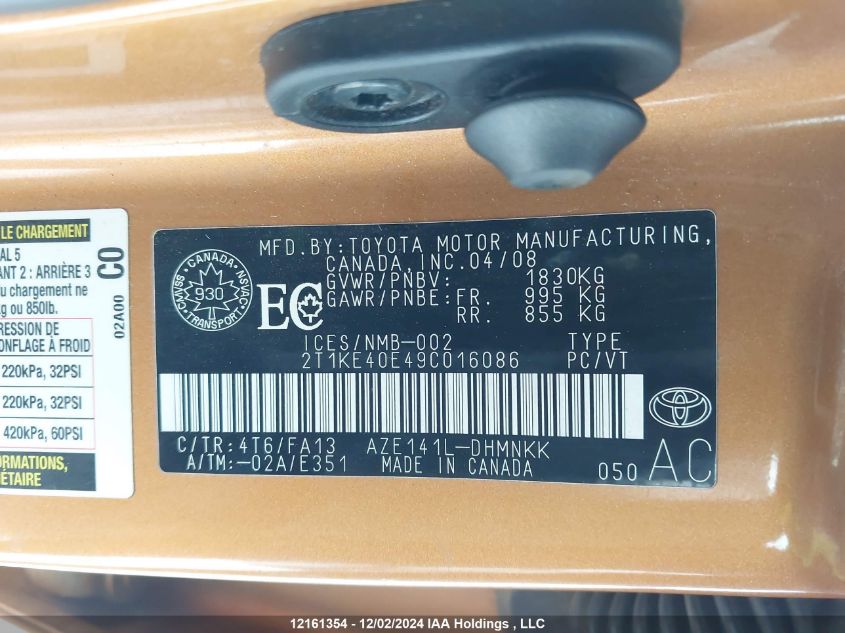 LE CHARGEMENT
AL 5
ANT 2 : ARRIÈRE 3
u chargement ne
kg ou 850lb.
RESSION DE
ONFLAGE À FROID
220kPa, 32PSI
220kPa, 32PSI
420kPa, 60PSI
FORMATIONS,
ÉTAIRE
CO
02A00
MFD.BY:TOYOTA MOTOR MANUFACTURING,
CANADA,INC.04/08
GVWR/PNBV: 1830KG
GAWR/PNBE:FR. 995 KG
RR. 855 KG
CANADA
930
TRANSPORT
CMVSS
NSVAC
EC
ICES/NMB-002 TYPE
2T1KE40E49C016086 PC/VT
C/TR:4T6/FA13 AZE141L-DHMNKK
A/TM:-02A/E351 MADE IN CANADA
050 AC
12161354 - 12/02/2024 IAA Holdings , LLC